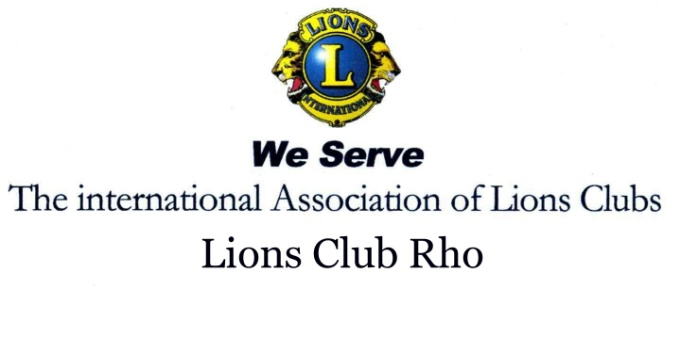 LIONS
L
INTERNATIONAL
We Serve
The international Association of Lions Clubs
Lions Club Rho